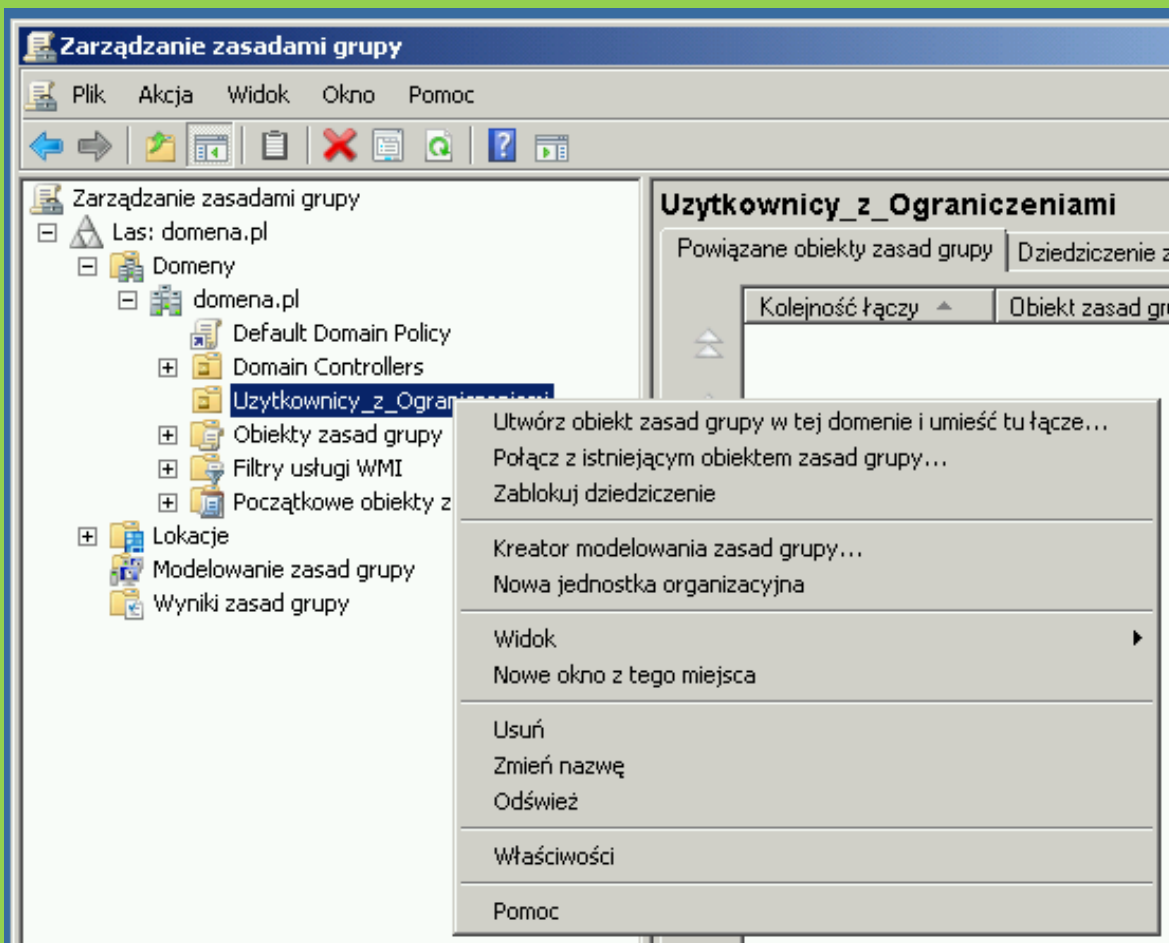 Zarządzanie zasadami grupy
Plik Akcja Widok Okno Pomoc
Zarządzanie zasadami grupy
Las: domena.pl
Domeny
domena.pl
Default Domain Policy
Domain Controllers
Uzytkownicy_z_Ograniczeniami
Obiekty zasad grupy
Filtry usługi WMI
Początkowe obiekty z
Lokacje
Modelowanie zasad grupy
Wyniki zasad grupy
Uzytkownicy_z_Ograniczeniami
Powiązane obiekty zasad grupy Dziedziczenie z
Kolejność łączy Obiekt zasad gru
Utwórz obiekt zasad grupy w tej domenie i umieść tu łącze...
Połącz z istniejącym obiektem zasad grupy...
Zablokuj dziedziczenie
Kreator modelowania zasad grupy...
Nowa jednostka organizacyjna
Widok
Nowe okno z tego miejsca
Usuń
Zmień nazwę
Odśwież
Właściwości
Pomoc